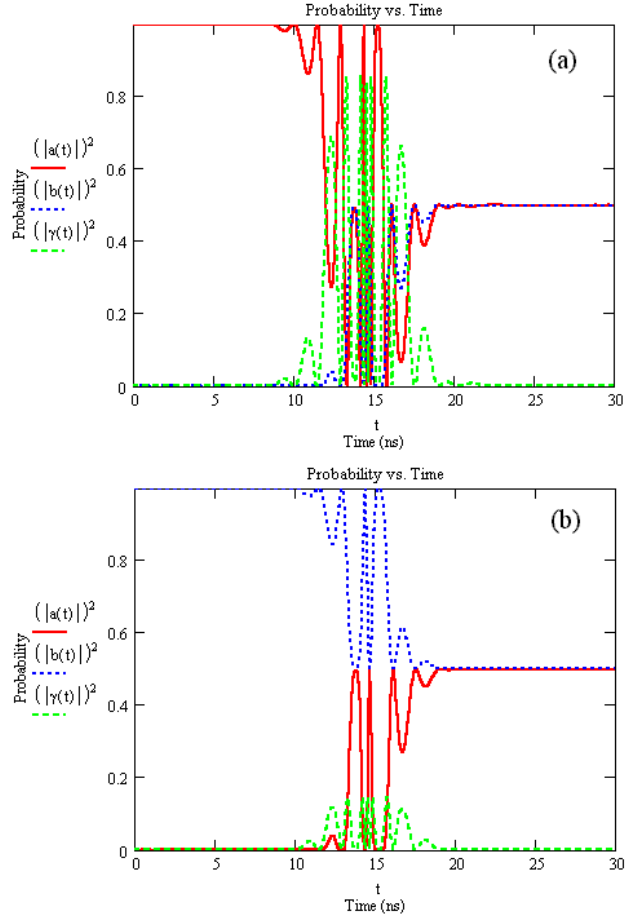 Probability vs. Time
(a)
0.8
(|a(t)|)²
0.6
Probability
(|b(t)|)²
0.4
(|γ(t)|)²
0.2
0
0 5 10 15 20 25 30
t
Time (ns)
Probability vs. Time
(b)
0.8
(|a(t)|)²
0.6
Probability
(|b(t)|)²
0.4
(|γ(t)|)²
0.2
0
0 5 10 15 20 25 30
t
Time (ns)